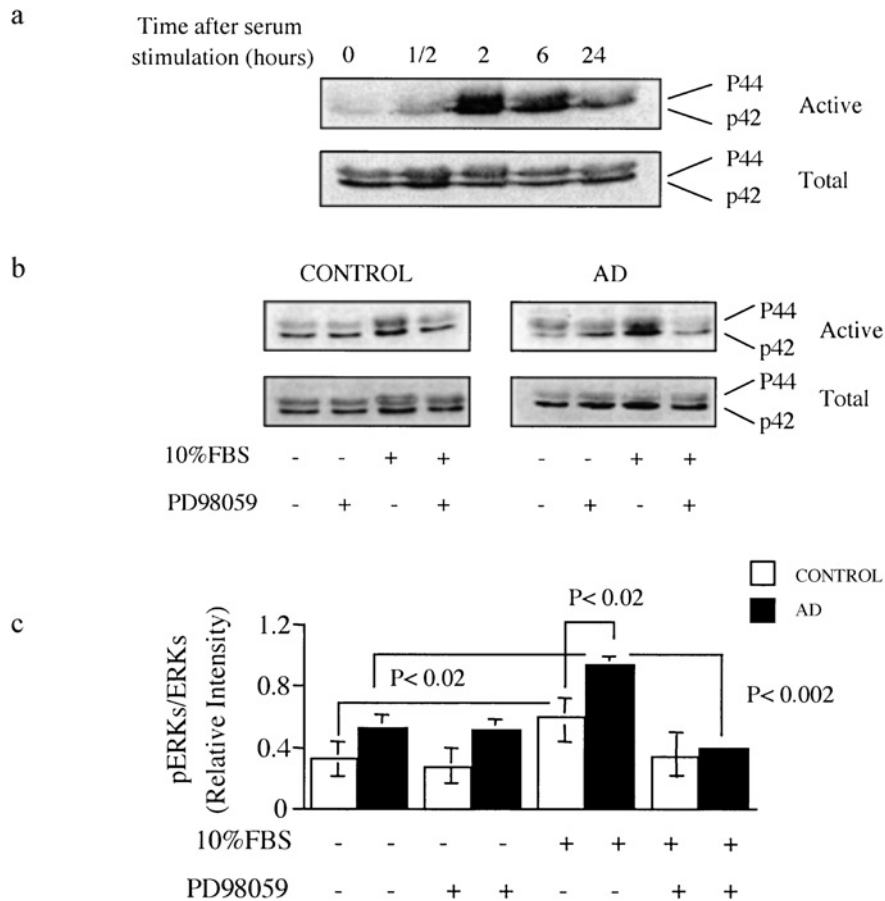 a
Time after serum
stimulation (hours) 0 1/2 2 6 24
P44
p42
Active
P44
p42
Total
b
CONTROL AD
P44
p42
Active
P44
p42
Total
10%FBS - - + + - - + +
PD98059 - + - + - + - +
c
CONTROL
AD
P< 0.02
P< 0.02
P< 0.002
pERKs/ERKs
(Relative Intensity)
1.2
0.8
0.4
0
10%FBS - - - - + + + +
PD98059 - - + + - - + +